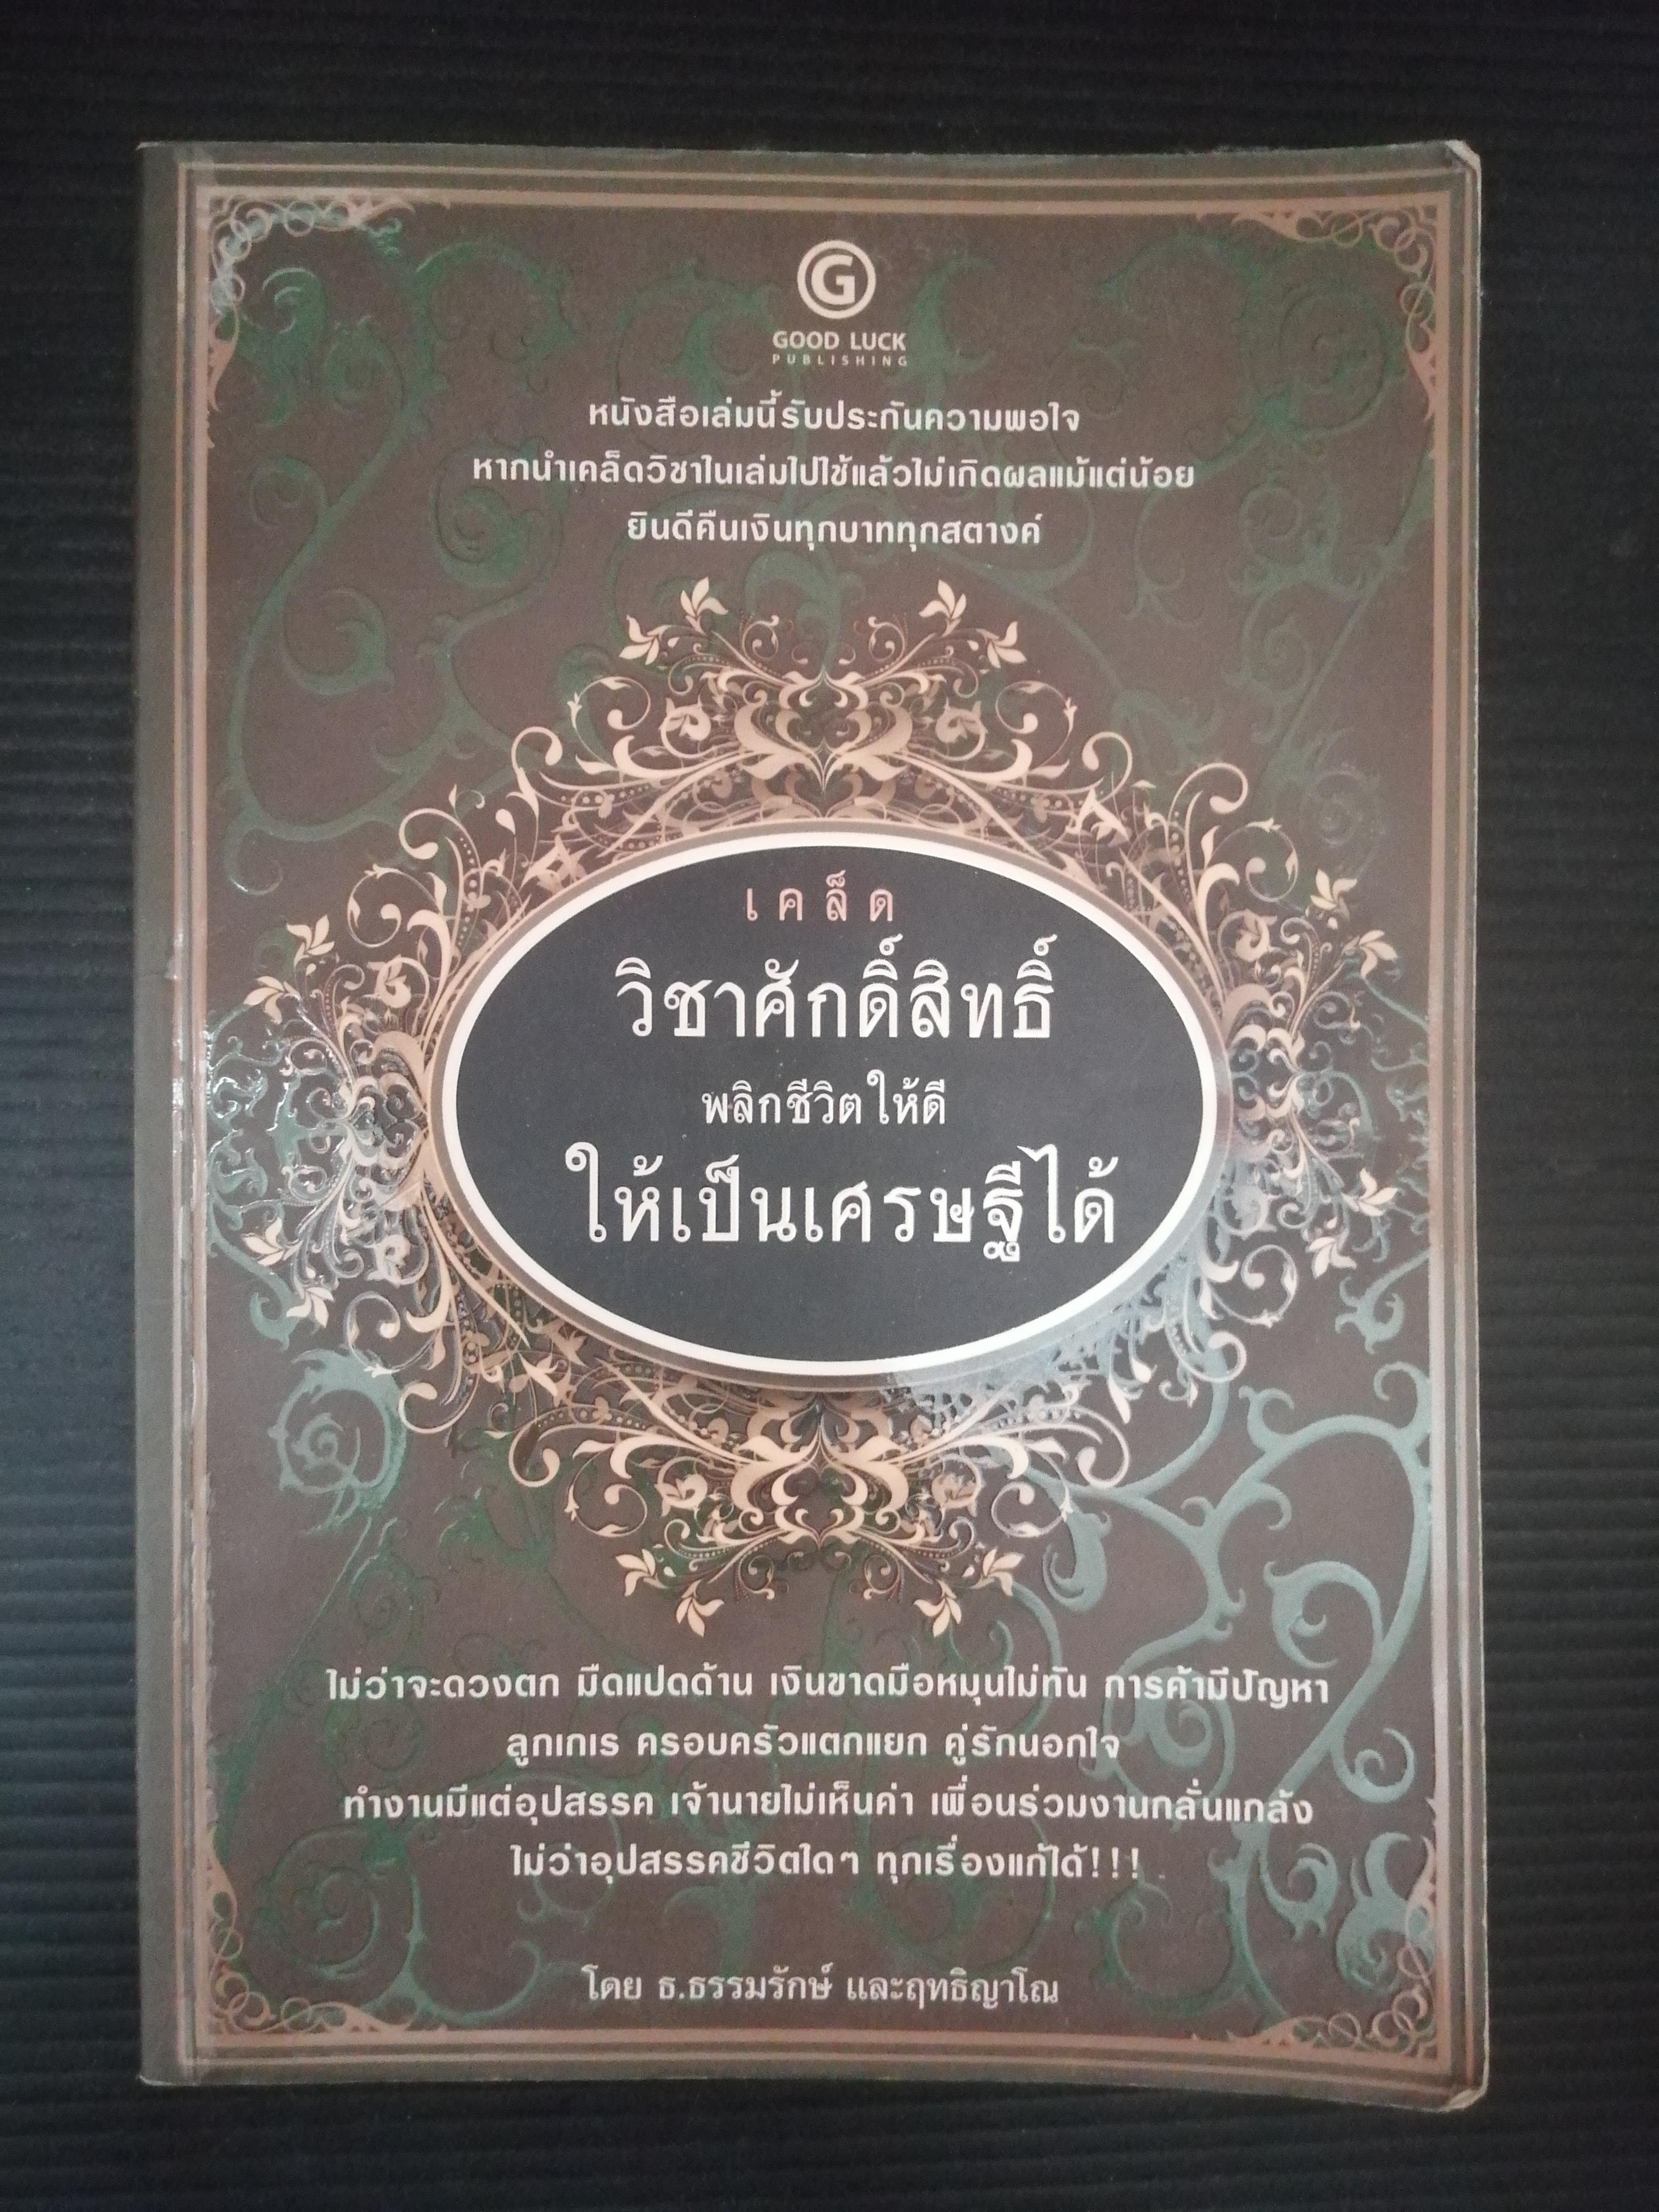 G
GOOD LUCK
PUBLISHING
หนังสือเล่มนี้รับประกันความพอใจ
หากนำเคล็ดวิชาในเล่มไปใช้แล้วไม่เกิดผลแม้แต่น้อย
ยินดีคืนเงินทุกบาททุกสตางค์
เคล็ด
วิชาศักดิ์สิทธิ์
พลิกชีวิตให้ดี
ให้เป็นเศรษฐีได้
ไม่ว่าจะดวงตก มืดแปดด้าน เงินขาดมือหมุนไม่ทัน การค้ามีปัญหา
ลูกเกเร ครอบครัวแตกแยก คู่รักนอกใจ
ทำงานมีแต่อุปสรรค เจ้านายไม่เห็นค่า เพื่อนร่วมงานกลั่นแกล้ง
ไม่ว่าอุปสรรคชีวิตใดๆ ทุกเรื่องแก้ได้!!!
โดย ธ.ธรรมรักษ์ และฤทธิญาโณ